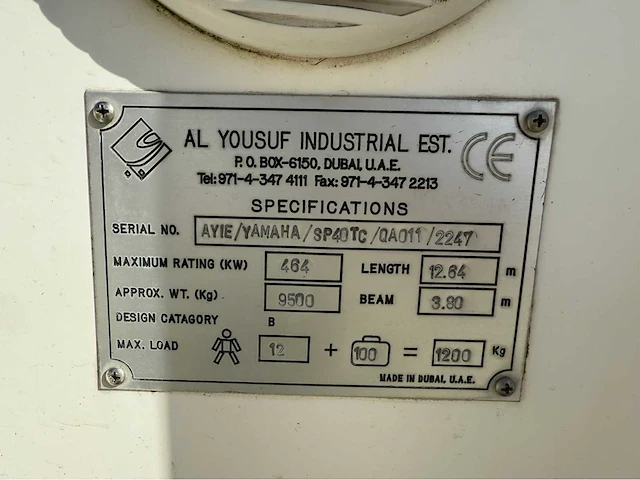 AL YOUSUF INDUSTRIAL EST. CE
P.O. BOX-6150, DUBAI, U.A.E.
Tel: 971-4-347 4111 Fax: 971-4-347 2213
SPECIFICATIONS
SERIAL NO. AYIE/YAMAHA/SP40TC/QA011/2247
MAXIMUM RATING (KW) 464 LENGTH 12.64 m
APPROX. WT. (Kg) 9500 BEAM 3.80 m
DESIGN CATAGORY B
MAX. LOAD 12 + 100 = 1200 Kg
MADE IN DUBAI, U.A.E.